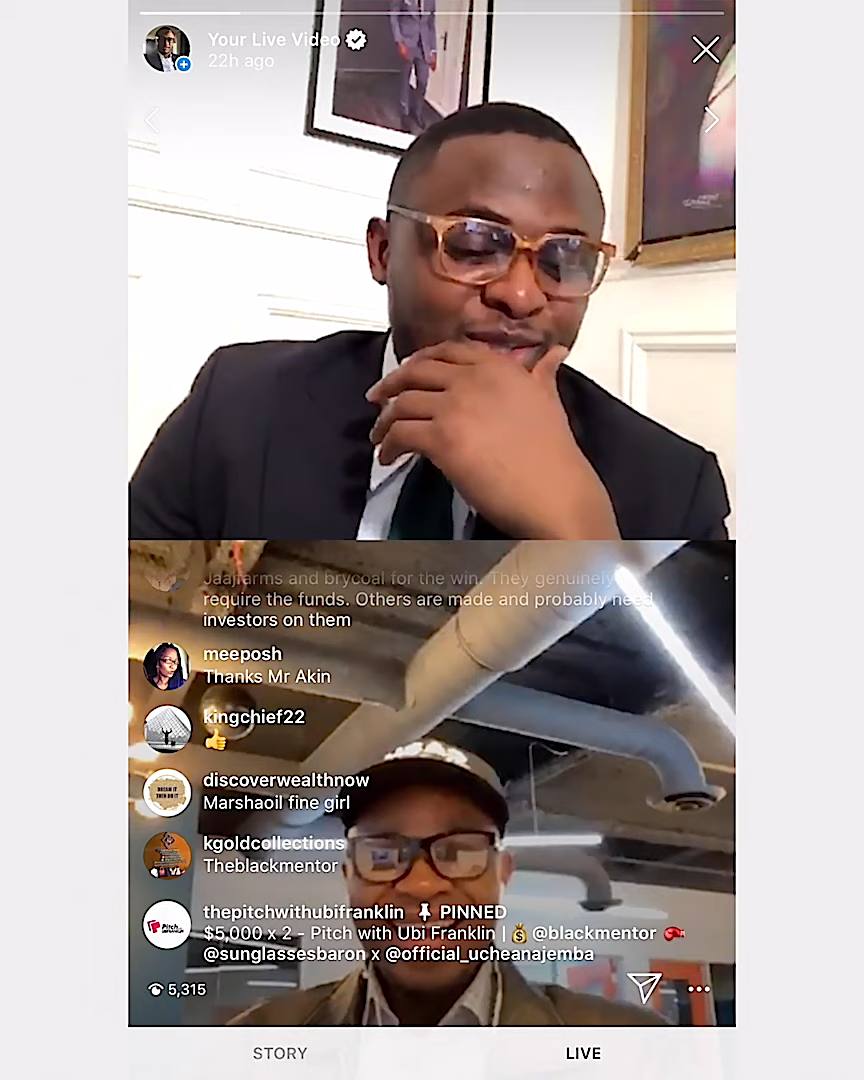 Your Live Video
22h ago
Jaajfarms and brycoal for the win. They genuinely
require the funds. Others are made and probably need
investors on them
meeposh
Thanks Mr Akin
kingchief22
👍
discoverwealthnow
Marshaoil fine girl
kgoldcollections
Theblackmentor
thepitchwithubifranklin 📌 PINNED
$5,000 x 2 - Pitch with Ubi Franklin | 💰 @blackmentor 🥊
@sunglassesbaron x @official_ucheanajemba
5,315
STORY
LIVE